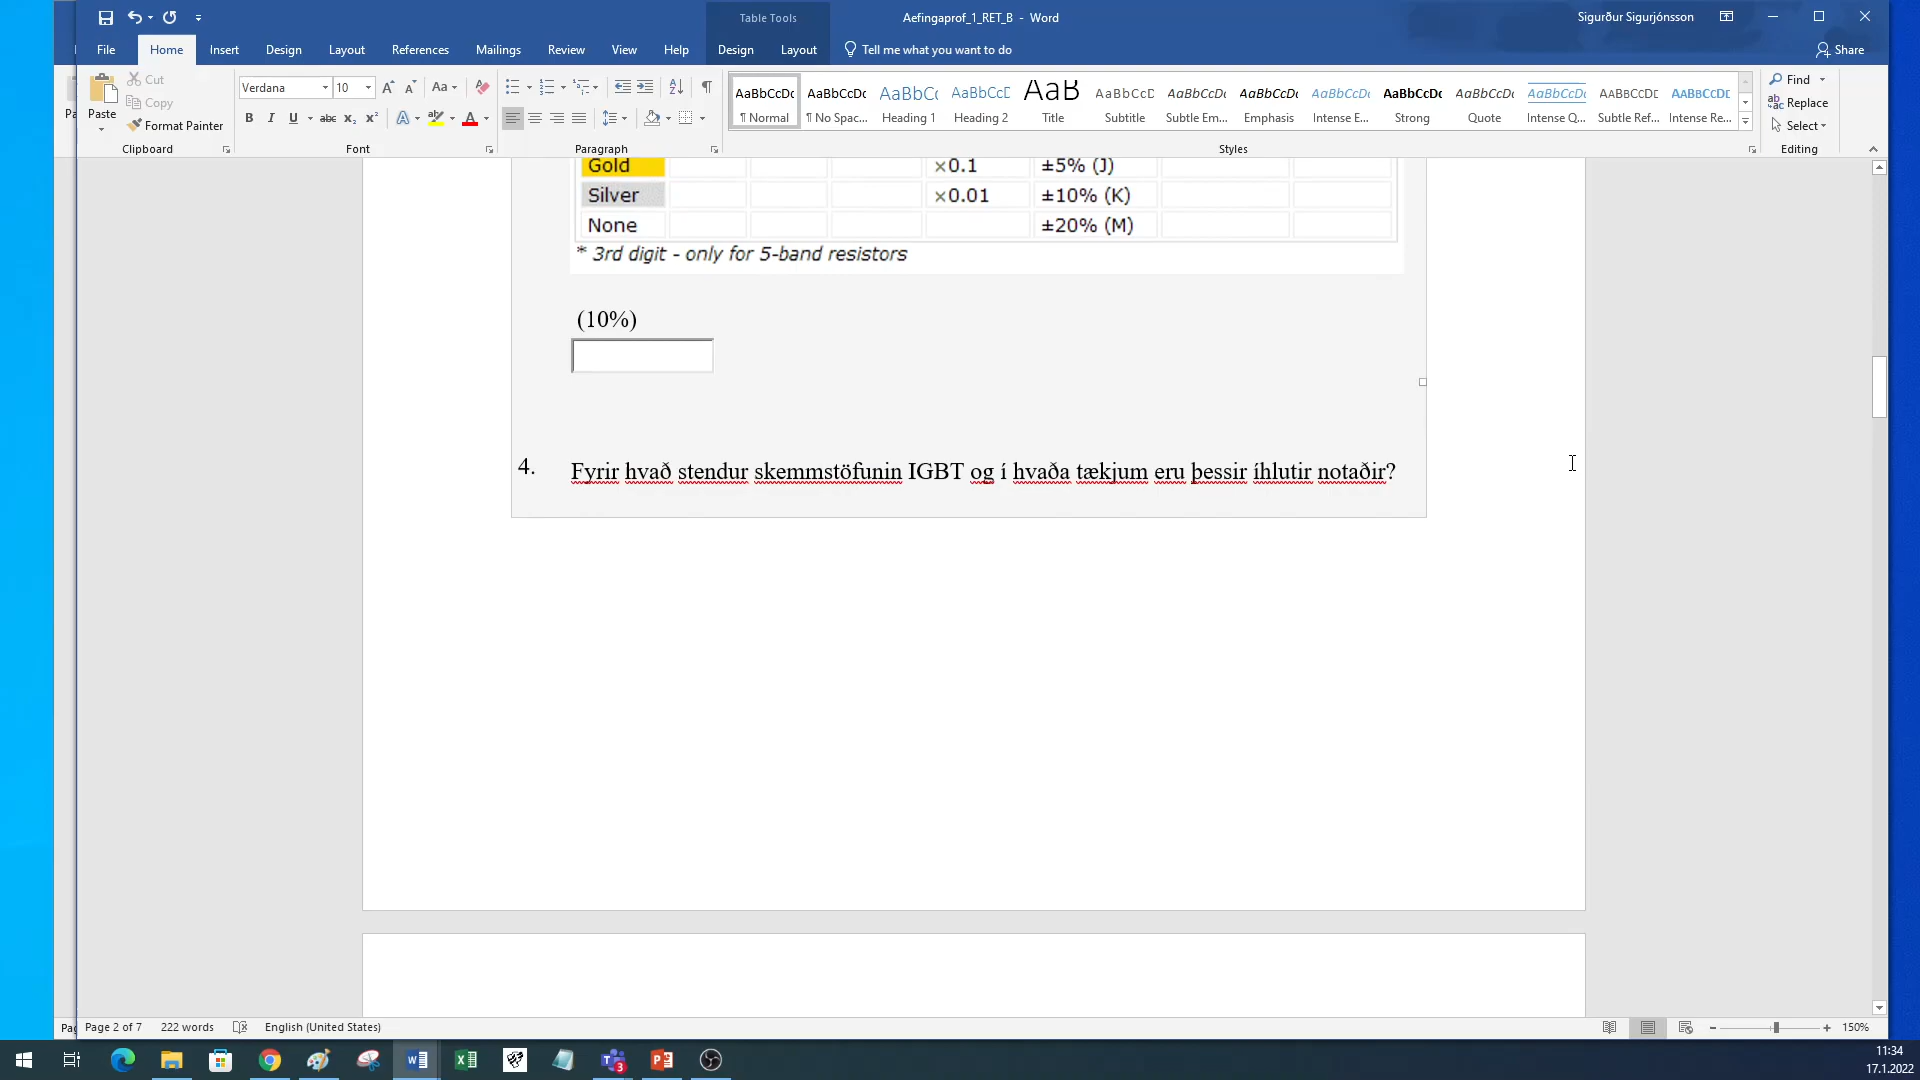 Table Tools
Aefingaprof_1_RET_B - Word
Sigurður Sigurjónsson
File Home Insert Design Layout References Mailings Review View Help Design Layout Tell me what you want to do Share
Paste
Cut
Copy
Format Painter
Clipboard
Verdana 10
Font
Paragraph
AaBbCcDc AaBbCcDc AaBbC AaBbCcD AaB AaBbCcD AaBbCcDc AaBbCcDc AaBbCcDc AaBbCcDc AaBbCcDc AaBbCcDc AABBCCDD AABBCCDD
¶ Normal ¶ No Spac... Heading 1 Heading 2 Title Subtitle Subtle Em... Emphasis Intense E... Strong Quote Intense Q... Subtle Ref... Intense Re...
Styles
Find
Replace
Select
Editing
Gold ×0.1 ±5% (J)
Silver ×0.01 ±10% (K)
None ±20% (M)
* 3rd digit - only for 5-band resistors
(10%)
4. Fyrir hvað stendur skemmstöfunin IGBT og í hvaða tækjum eru þessir íhlutir notaðir?
Pag Page 2 of 7 222 words English (United States) 150%
11:34
17.1.2022